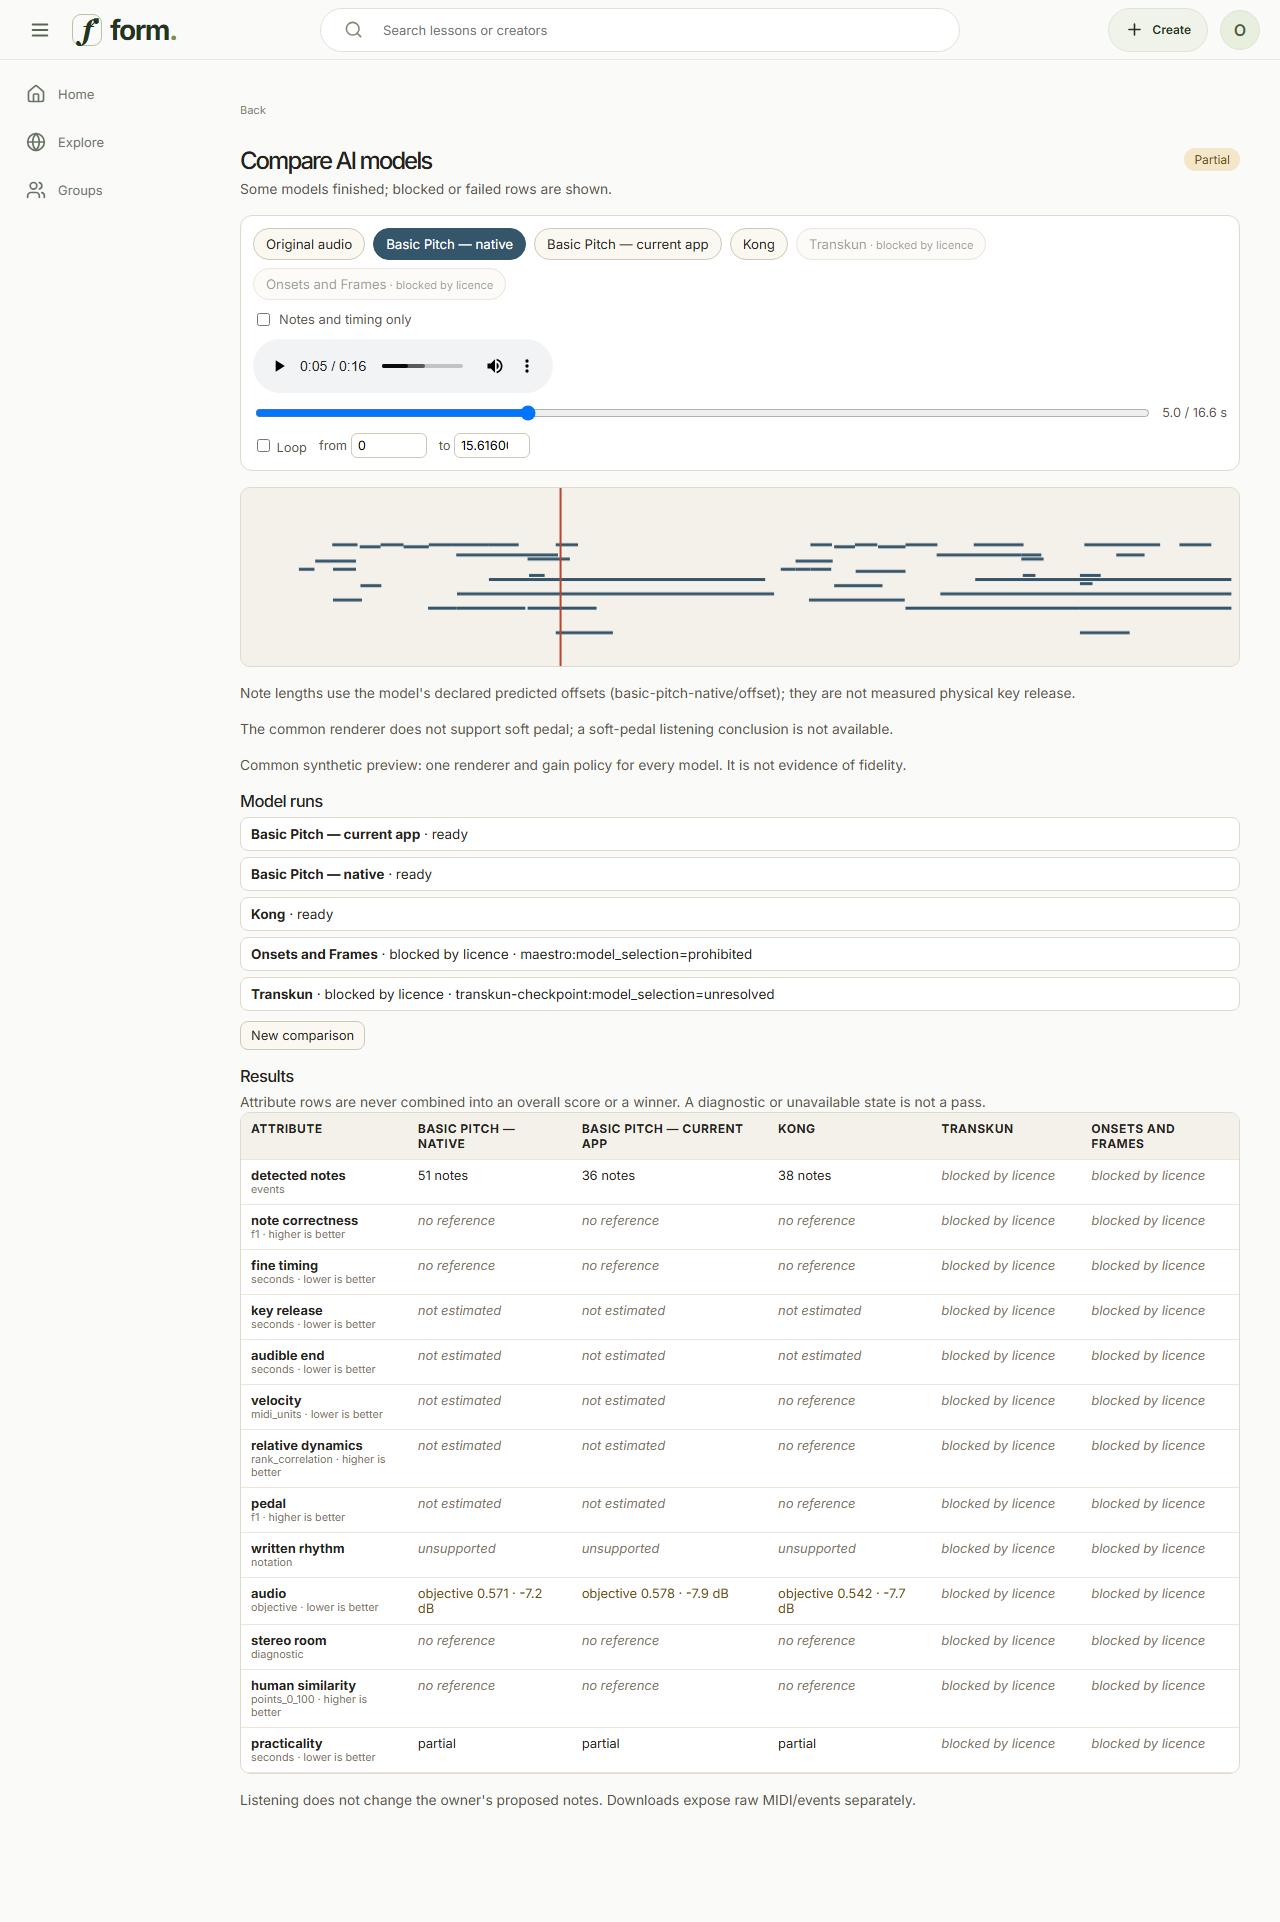 form.
Search lessons or creators
Create
O
Home
Explore
Groups
Back
Compare AI models
Partial
Some models finished; blocked or failed rows are shown.
Original audio
Basic Pitch — native
Basic Pitch — current app
Kong
Transkun · blocked by licence
Onsets and Frames · blocked by licence
Notes and timing only
0:05 / 0:16
5.0 / 16.6 s
Loop from 0 to 15.6160
Note lengths use the model's declared predicted offsets (basic-pitch-native/offset); they are not measured physical key release.
The common renderer does not support soft pedal; a soft-pedal listening conclusion is not available.
Common synthetic preview: one renderer and gain policy for every model. It is not evidence of fidelity.
Model runs
Basic Pitch — current app · ready
Basic Pitch — native · ready
Kong · ready
Onsets and Frames · blocked by licence · maestro:model_selection=prohibited
Transkun · blocked by licence · transkun-checkpoint:model_selection=unresolved
New comparison
Results
Attribute rows are never combined into an overall score or a winner. A diagnostic or unavailable state is not a pass.
ATTRIBUTE BASIC PITCH — NATIVE BASIC PITCH — CURRENT APP KONG TRANSKUN ONSETS AND FRAMES
detected notes 51 notes 36 notes 38 notes blocked by licence blocked by licence
events
note correctness no reference no reference no reference blocked by licence blocked by licence
f1 · higher is better
fine timing no reference no reference no reference blocked by licence blocked by licence
seconds · lower is better
key release not estimated not estimated not estimated blocked by licence blocked by licence
seconds · lower is better
audible end not estimated not estimated not estimated blocked by licence blocked by licence
seconds · lower is better
velocity not estimated not estimated no reference blocked by licence blocked by licence
midi_units · lower is better
relative dynamics not estimated not estimated no reference blocked by licence blocked by licence
rank_correlation · higher is better
pedal not estimated not estimated no reference blocked by licence blocked by licence
f1 · higher is better
written rhythm unsupported unsupported unsupported blocked by licence blocked by licence
notation
audio objective 0.571 · -7.2 dB objective 0.578 · -7.9 dB objective 0.542 · -7.7 dB blocked by licence blocked by licence
objective · lower is better
stereo room no reference no reference no reference blocked by licence blocked by licence
diagnostic
human similarity no reference no reference no reference blocked by licence blocked by licence
points_0_100 · higher is better
practicality partial partial partial blocked by licence blocked by licence
seconds · lower is better
Listening does not change the owner's proposed notes. Downloads expose raw MIDI/events separately.